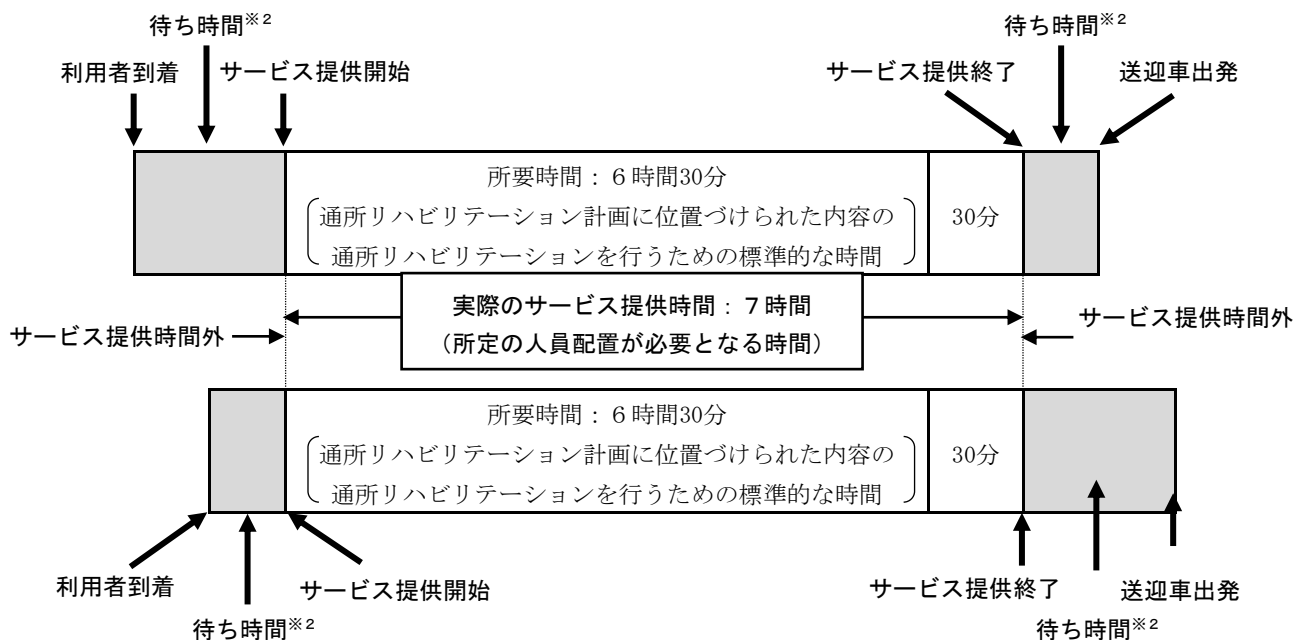 待ち時間※2
待ち時間※2
利用者到着
サービス提供開始
サービス提供終了
送迎車出発
所要時間：６時間30分
通所リハビリテーション計画に位置づけられた内容の
通所リハビリテーションを行うための標準的な時間
30分
実際のサービス提供時間：７時間
（所定の人員配置が必要となる時間）
サービス提供時間外
サービス提供時間外
所要時間：６時間30分
通所リハビリテーション計画に位置づけられた内容の
通所リハビリテーションを行うための標準的な時間
30分
利用者到着
サービス提供開始
サービス提供終了
送迎車出発
待ち時間※2
待ち時間※2